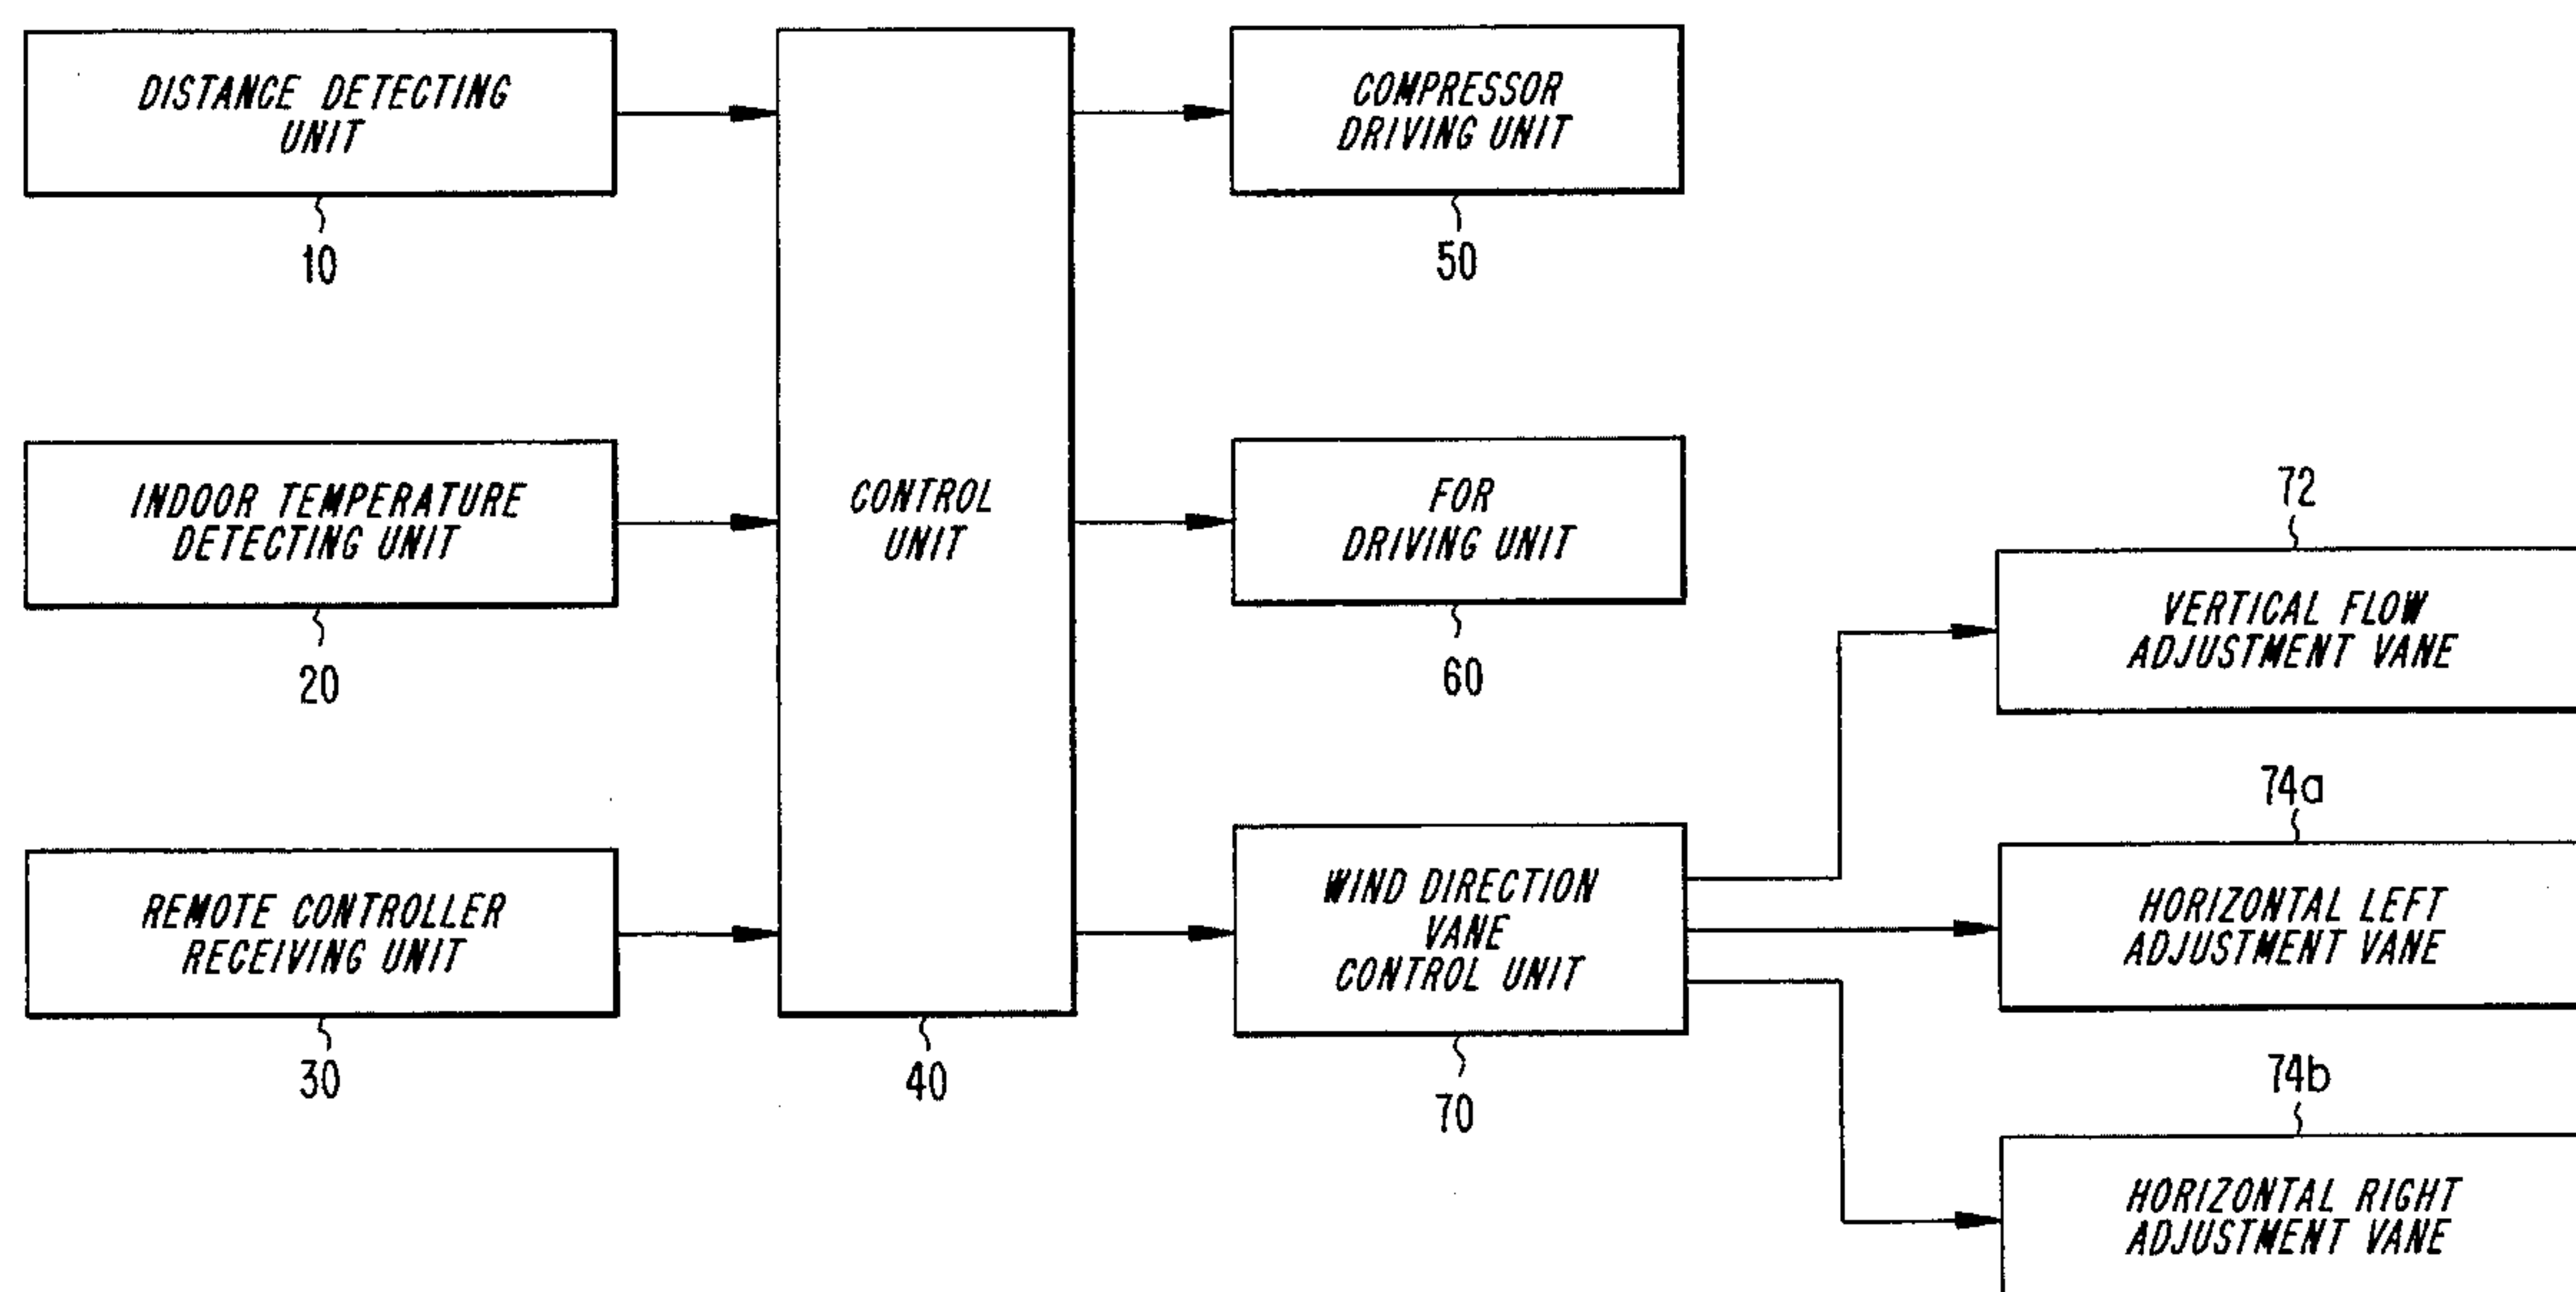 DISTANCE DETECTING
UNIT
10
INDOOR TEMPERATURE
DETECTING UNIT
20
REMOTE CONTROLLER
RECEIVING UNIT
30
CONTROL
UNIT
40
COMPRESSOR
DRIVING UNIT
50
FOR
DRIVING UNIT
60
WIND DIRECTION
VANE
CONTROL UNIT
70
72
VERTICAL FLOW
ADJUSTMENT VANE
74a
HORIZONTAL LEFT
ADJUSTMENT VANE
74b
HORIZONTAL RIGHT
ADJUSTMENT VANE